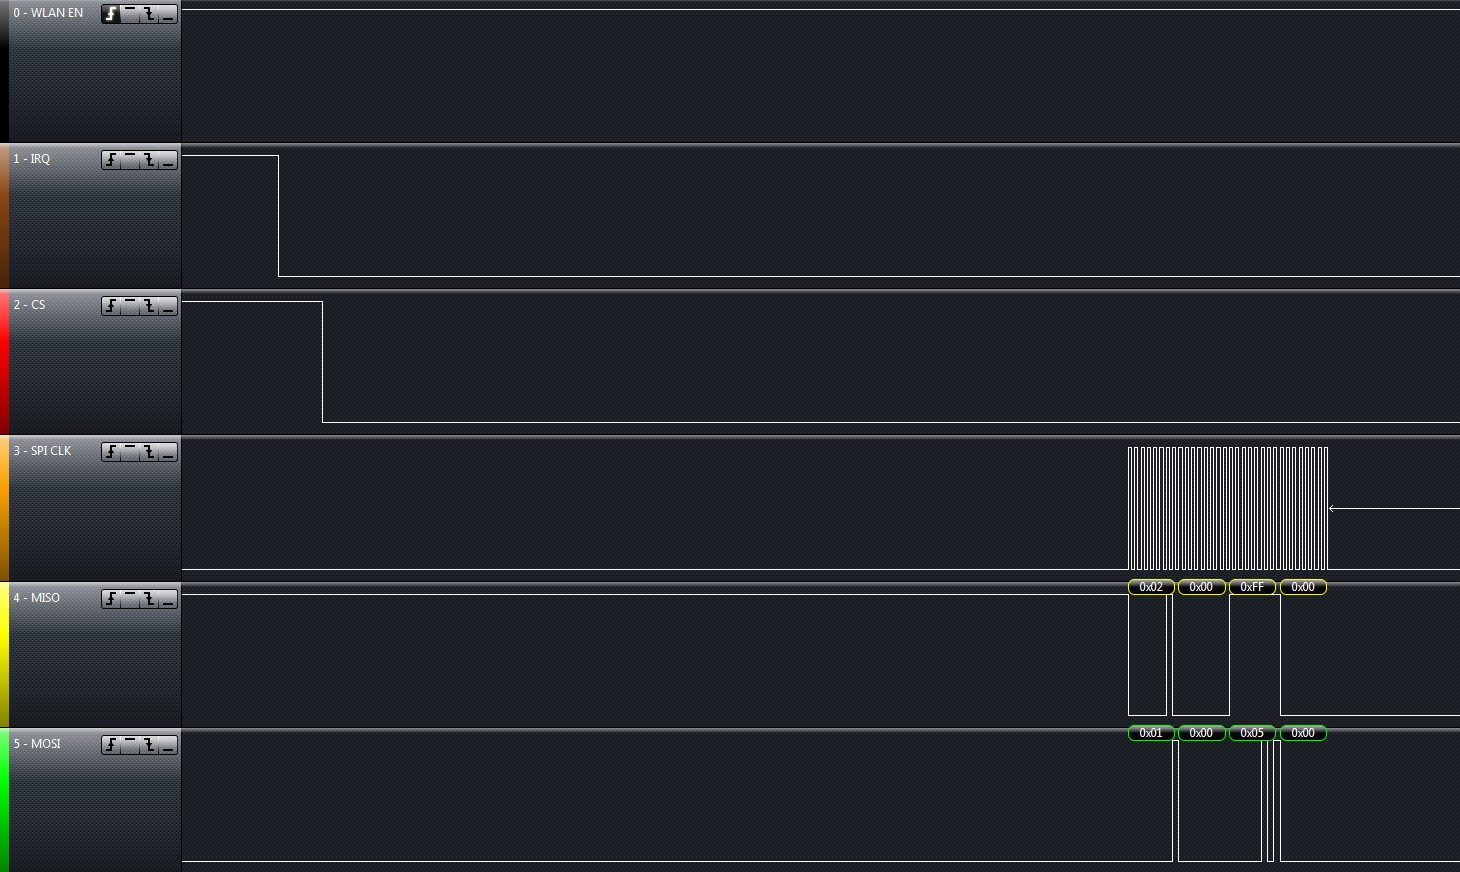 0 - WLAN EN
1 - IRQ
2 - CS
3 - SPI CLK
4 - MISO
0x02 0x00 0xFF 0x00
5 - MOSI
0x01 0x00 0x05 0x00